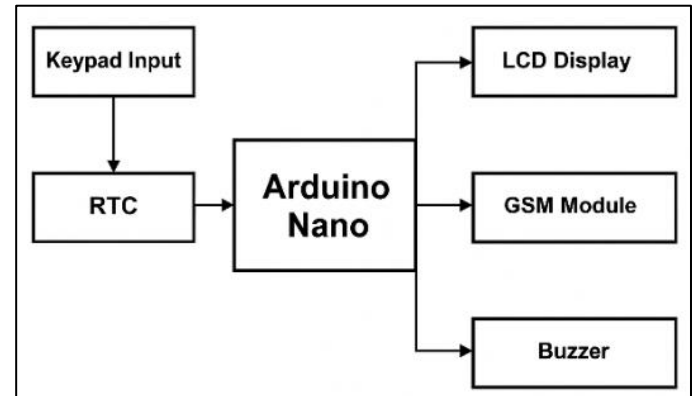 Keypad Input
RTC
Arduino
Nano
LCD Display
GSM Module
Buzzer